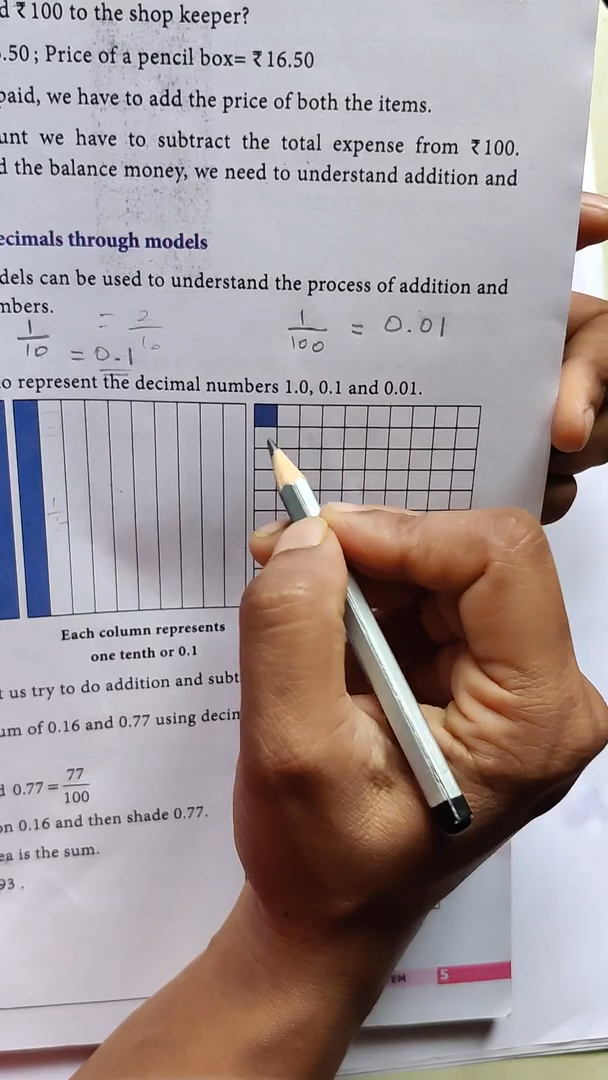 d ₹100 to the shop keeper?
.50; Price of a pencil box= ₹16.50
paid, we have to add the price of both the items.
unt we have to subtract the total expense from ₹100.
d the balance money, we need to understand addition and
ecimals through models
dels can be used to understand the process of addition and
mbers.
1/10 = 0.1
= 2/10
1/100 = 0.01
o represent the decimal numbers 1.0, 0.1 and 0.01.
Each column represents
one tenth or 0.1
t us try to do addition and subt
um of 0.16 and 0.77 using decim
d 0.77 = 77/100
on 0.16 and then shade 0.77.
ea is the sum.
93 .
EM 5